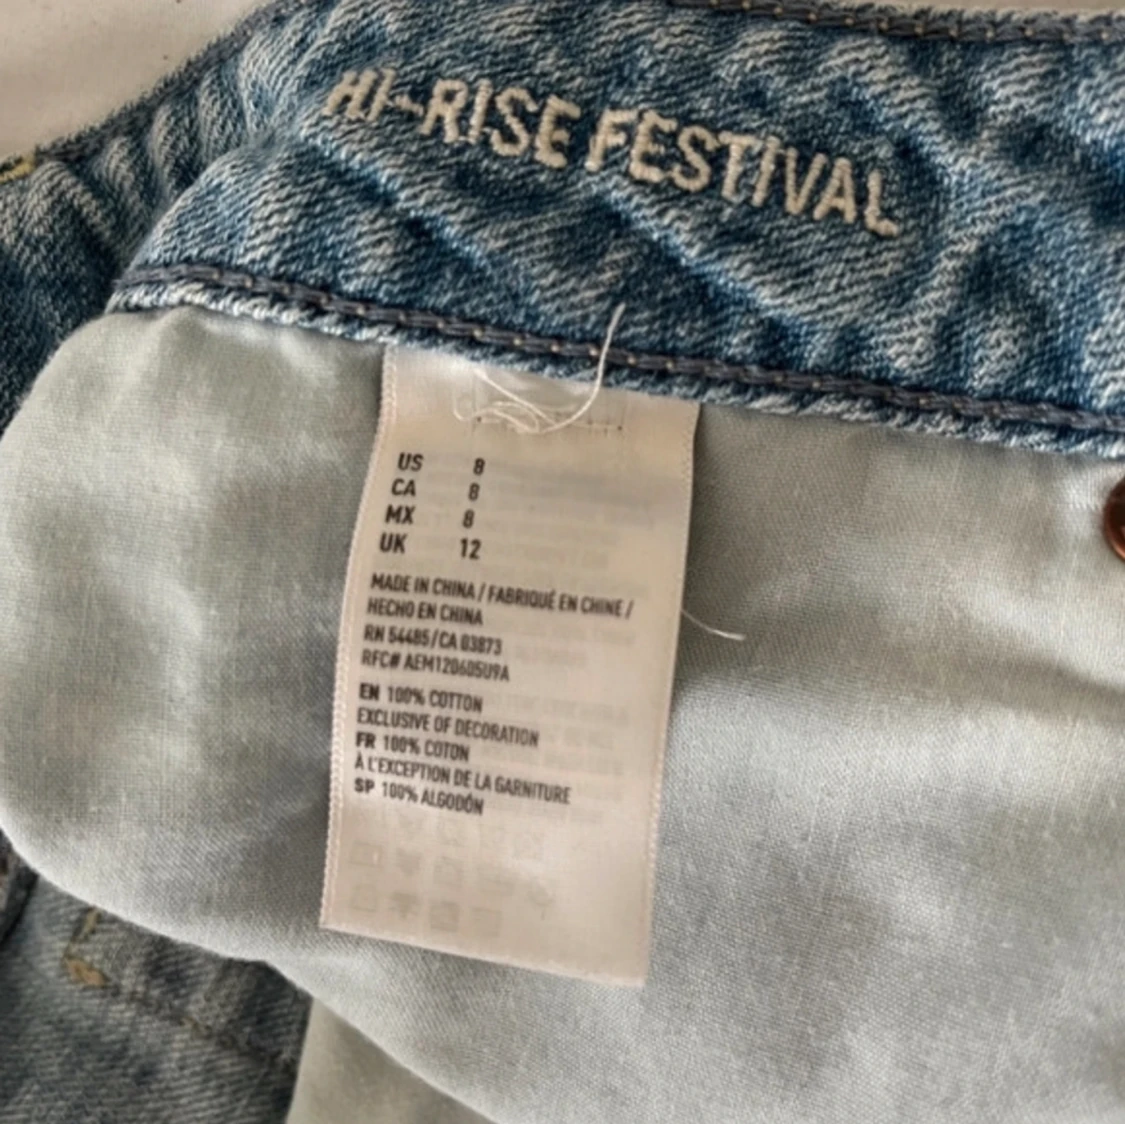 HI-RISE FESTIVAL
US 8
CA 8
MX 8
UK 12
MADE IN CHINA / FABRIQUÉ EN CHINE /
HECHO EN CHINA
RN 54485/CA 03873
RFC# AEM120605U9A
EN 100% COTTON
EXCLUSIVE OF DECORATION
FR 100% COTON
À L'EXCEPTION DE LA GARNITURE
SP 100% ALGODÓN